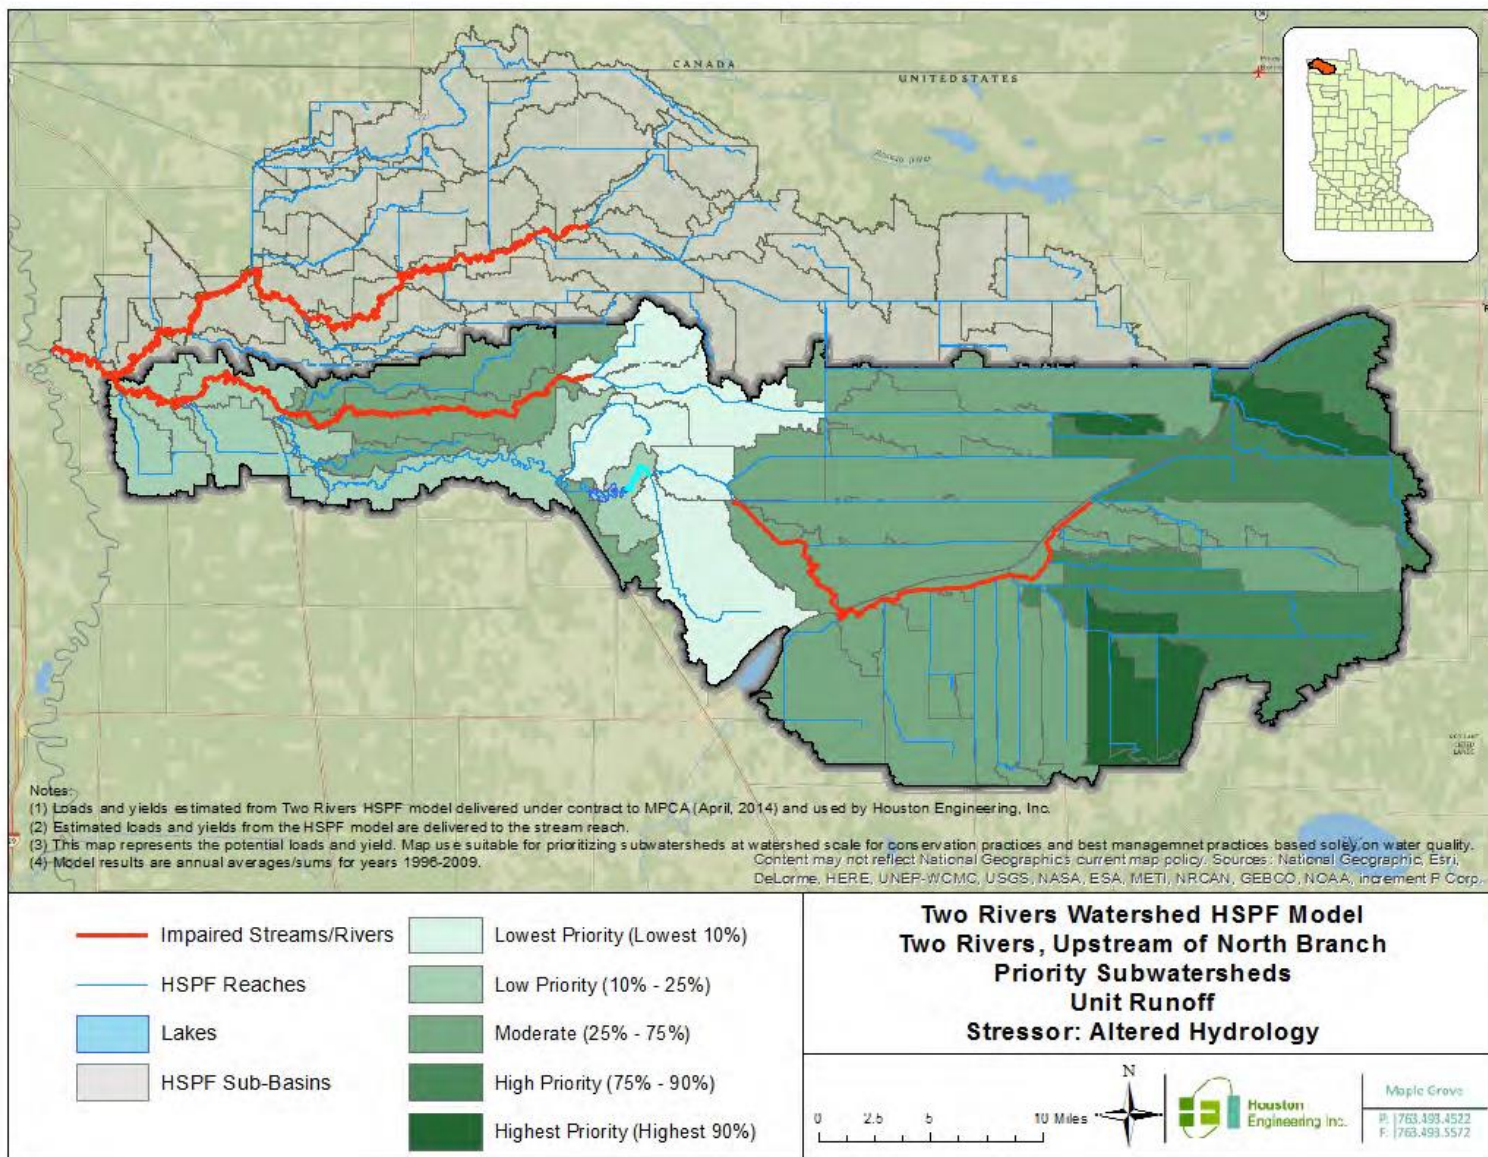 CANADA
UNITED STATES
Notes:
(1) Loads and yields estimated from Two Rivers HSPF model delivered under contract to MPCA (April, 2014) and used by Houston Engineering, Inc.
(2) Estimated loads and yields from the HSPF model are delivered to the stream reach.
(3) This map represents the potential loads and yield. Map use suitable for prioritizing subwatersheds at watershed scale for conservation practices and best managemnet practices based soley on water quality.
(4) Model results are annual averages/sums for years 1996-2009.
Content may not reflect National Geographic's current map policy. Sources: National Geographic, Esri,
DeLorme, HERE, UNEP-WCMC, USGS, NASA, ESA, METI, NRCAN, GEBCO, NOAA, increment P Corp.
Impaired Streams/Rivers
HSPF Reaches
Lakes
HSPF Sub-Basins
Lowest Priority (Lowest 10%)
Low Priority (10% - 25%)
Moderate (25% - 75%)
High Priority (75% - 90%)
Highest Priority (Highest 90%)
Two Rivers Watershed HSPF Model
Two Rivers, Upstream of North Branch
Priority Subwatersheds
Unit Runoff
Stressor: Altered Hydrology
0 2.5 5 10 Miles
N
Houston
Engineering Inc.
Maple Grove
P: 763.493.4522
F: 763.493.5572